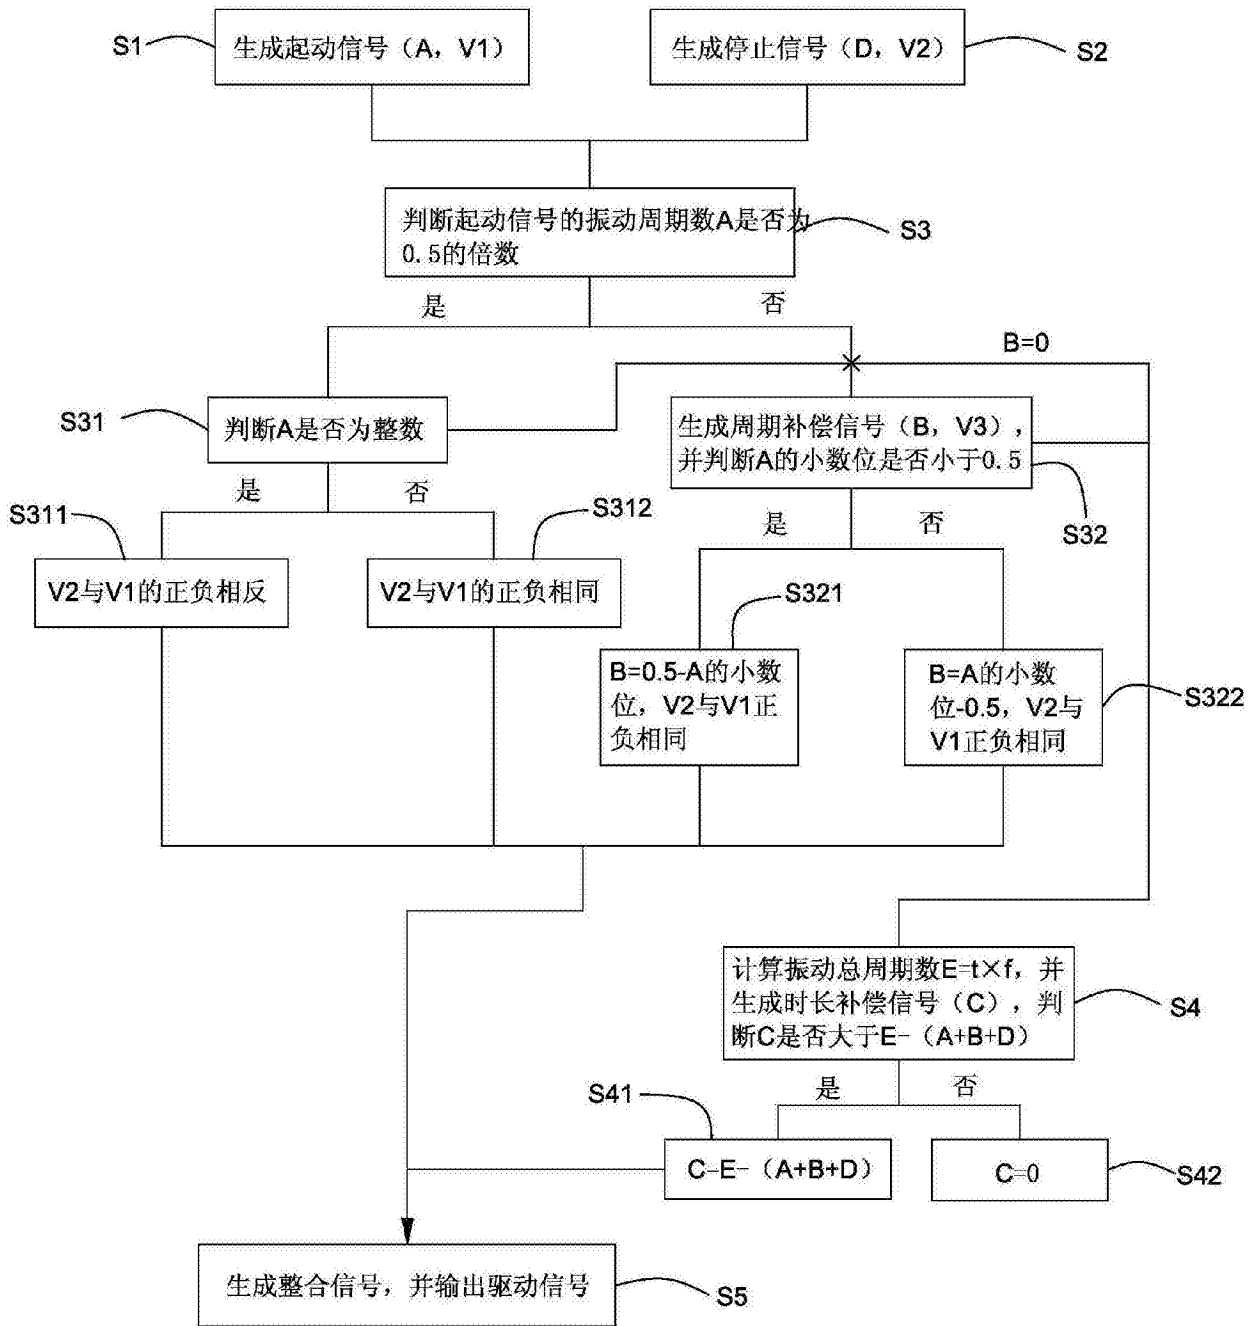 S1
生成起动信号（A，V1）
生成停止信号（D，V2）
S2
判断起动信号的振动周期数A是否为
0.5的倍数
S3
是
否
B=0
S31
判断A是否为整数
生成周期补偿信号（B，V3），
并判断A的小数位是否小于0.5
S32
是
否
是
否
S311
S312
V2与V1的正负相反
V2与V1的正负相同
S321
B=0.5-A的小数
位，V2与V1正
负相同
B=A的小数
位-0.5，V2与
V1正负相同
S322
计算振动总周期数E=t×f，并
生成时长补偿信号（C），判
断C是否大于E-（A+B+D）
S4
是
否
S41
C=E-（A+B+D）
C=0
S42
生成整合信号，并输出驱动信号
S5